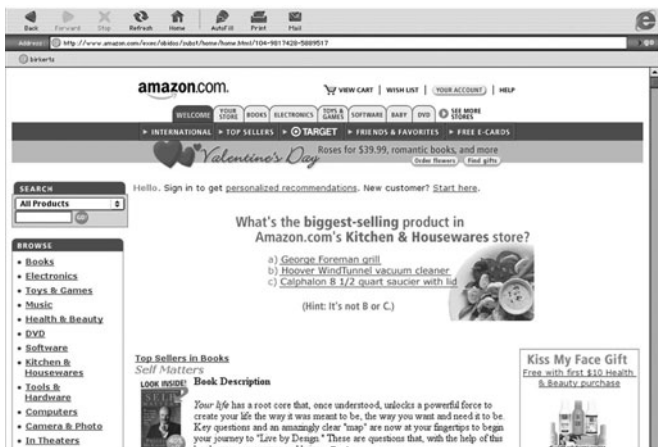 Back Forward Stop Refresh Home AutoFill Print Mail
Address: http://www.amazon.com/exec/obidos/subst/home/home.html/104-9817428-5889517 go
birkerts
amazon.com. VIEW CART | WISH LIST | YOUR ACCOUNT | HELP
WELCOME YOUR STORE BOOKS ELECTRONICS TOYS & GAMES SOFTWARE BABY DVD SEE MORE STORES
INTERNATIONAL TOP SELLERS TARGET FRIENDS & FAVORITES FREE E-CARDS
Valentine's Day Roses for $39.99, romantic books, and more
Order flowers Find gifts
SEARCH
All Products
GO!
BROWSE
• Books
• Electronics
• Toys & Games
• Music
• Health & Beauty
• DVD
• Software
• Kitchen &
Housewares
• Tools &
Hardware
• Computers
• Camera & Photo
• In Theaters
Hello. Sign in to get personalized recommendations. New customer? Start here.
What's the biggest-selling product in
Amazon.com's Kitchen & Housewares store?
a) George Foreman grill
b) Hoover WindTunnel vacuum cleaner
c) Calphalon 8 1/2 quart saucier with lid
(Hint: It's not B or C.)
Top Sellers in Books
Self Matters
LOOK INSIDE!
SELF
Book Description
Your life has a root core that, once understood, unlocks a powerful force to
create your life the way it was meant to be, the way you want and need it to be.
Key questions and an amazingly clear "map" are now at your fingertips to begin
your journey to "Live by Design." These are questions that, with the help of this
Kiss My Face Gift
Free with first $10 Health
& Beauty purchase